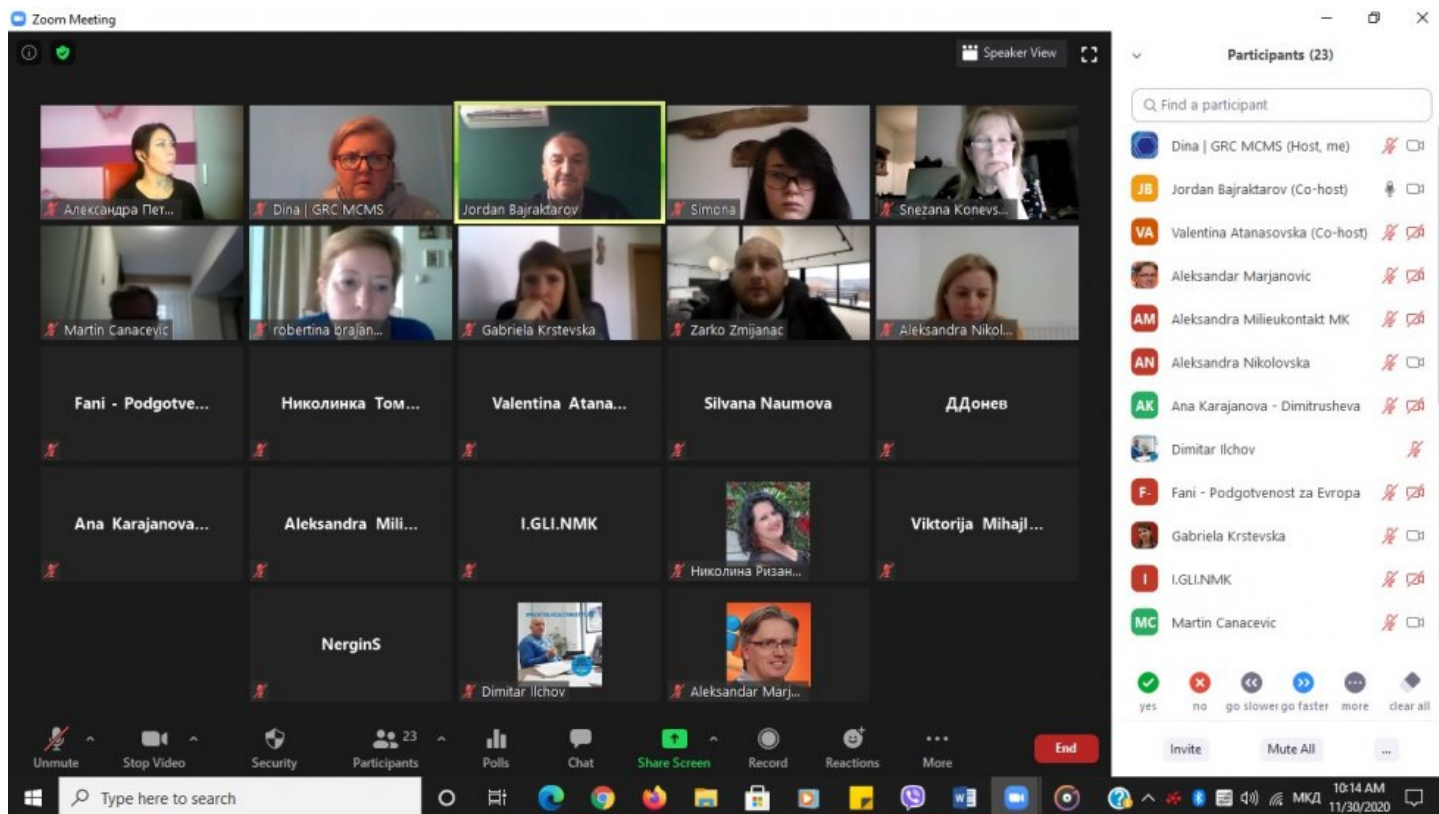 Zoom Meeting
Speaker View
Александра Пет...
Dina | GRC MCMS
Jordan Bajraktarov
Simona
Snezana Konevs...
Martin Canacevic
robertina brajan...
Gabriela Krstevska
Zarko Zmijanac
Aleksandra Nikol...
Fani - Podgotve...
Николинка Том...
Valentina Atana...
Silvana Naumova
ДДонев
Ana Karajanova...
Aleksandra Mili...
I.GLI.NMK
Николина Ризан...
Viktorija Mihajl...
NerginS
Dimitar Ilchov
Aleksandar Marj...
Unmute
Stop Video
Security
23
Participants
Polls
Chat
Share Screen
Record
Reactions
More
End
Participants (23)
Find a participant
Dina | GRC MCMS (Host, me)
JB Jordan Bajraktarov (Co-host)
VA Valentina Atanasovska (Co-host)
Aleksandar Marjanovic
AM Aleksandra Milieukontakt MK
AN Aleksandra Nikolovska
AK Ana Karajanova - Dimitrusheva
Dimitar Ilchov
F- Fani - Podgotvenost za Evropa
Gabriela Krstevska
I I.GLI.NMK
MC Martin Canacevic
yes no go slower go faster more clear all
Invite Mute All ...
Type here to search
МКД
10:14 AM
11/30/2020